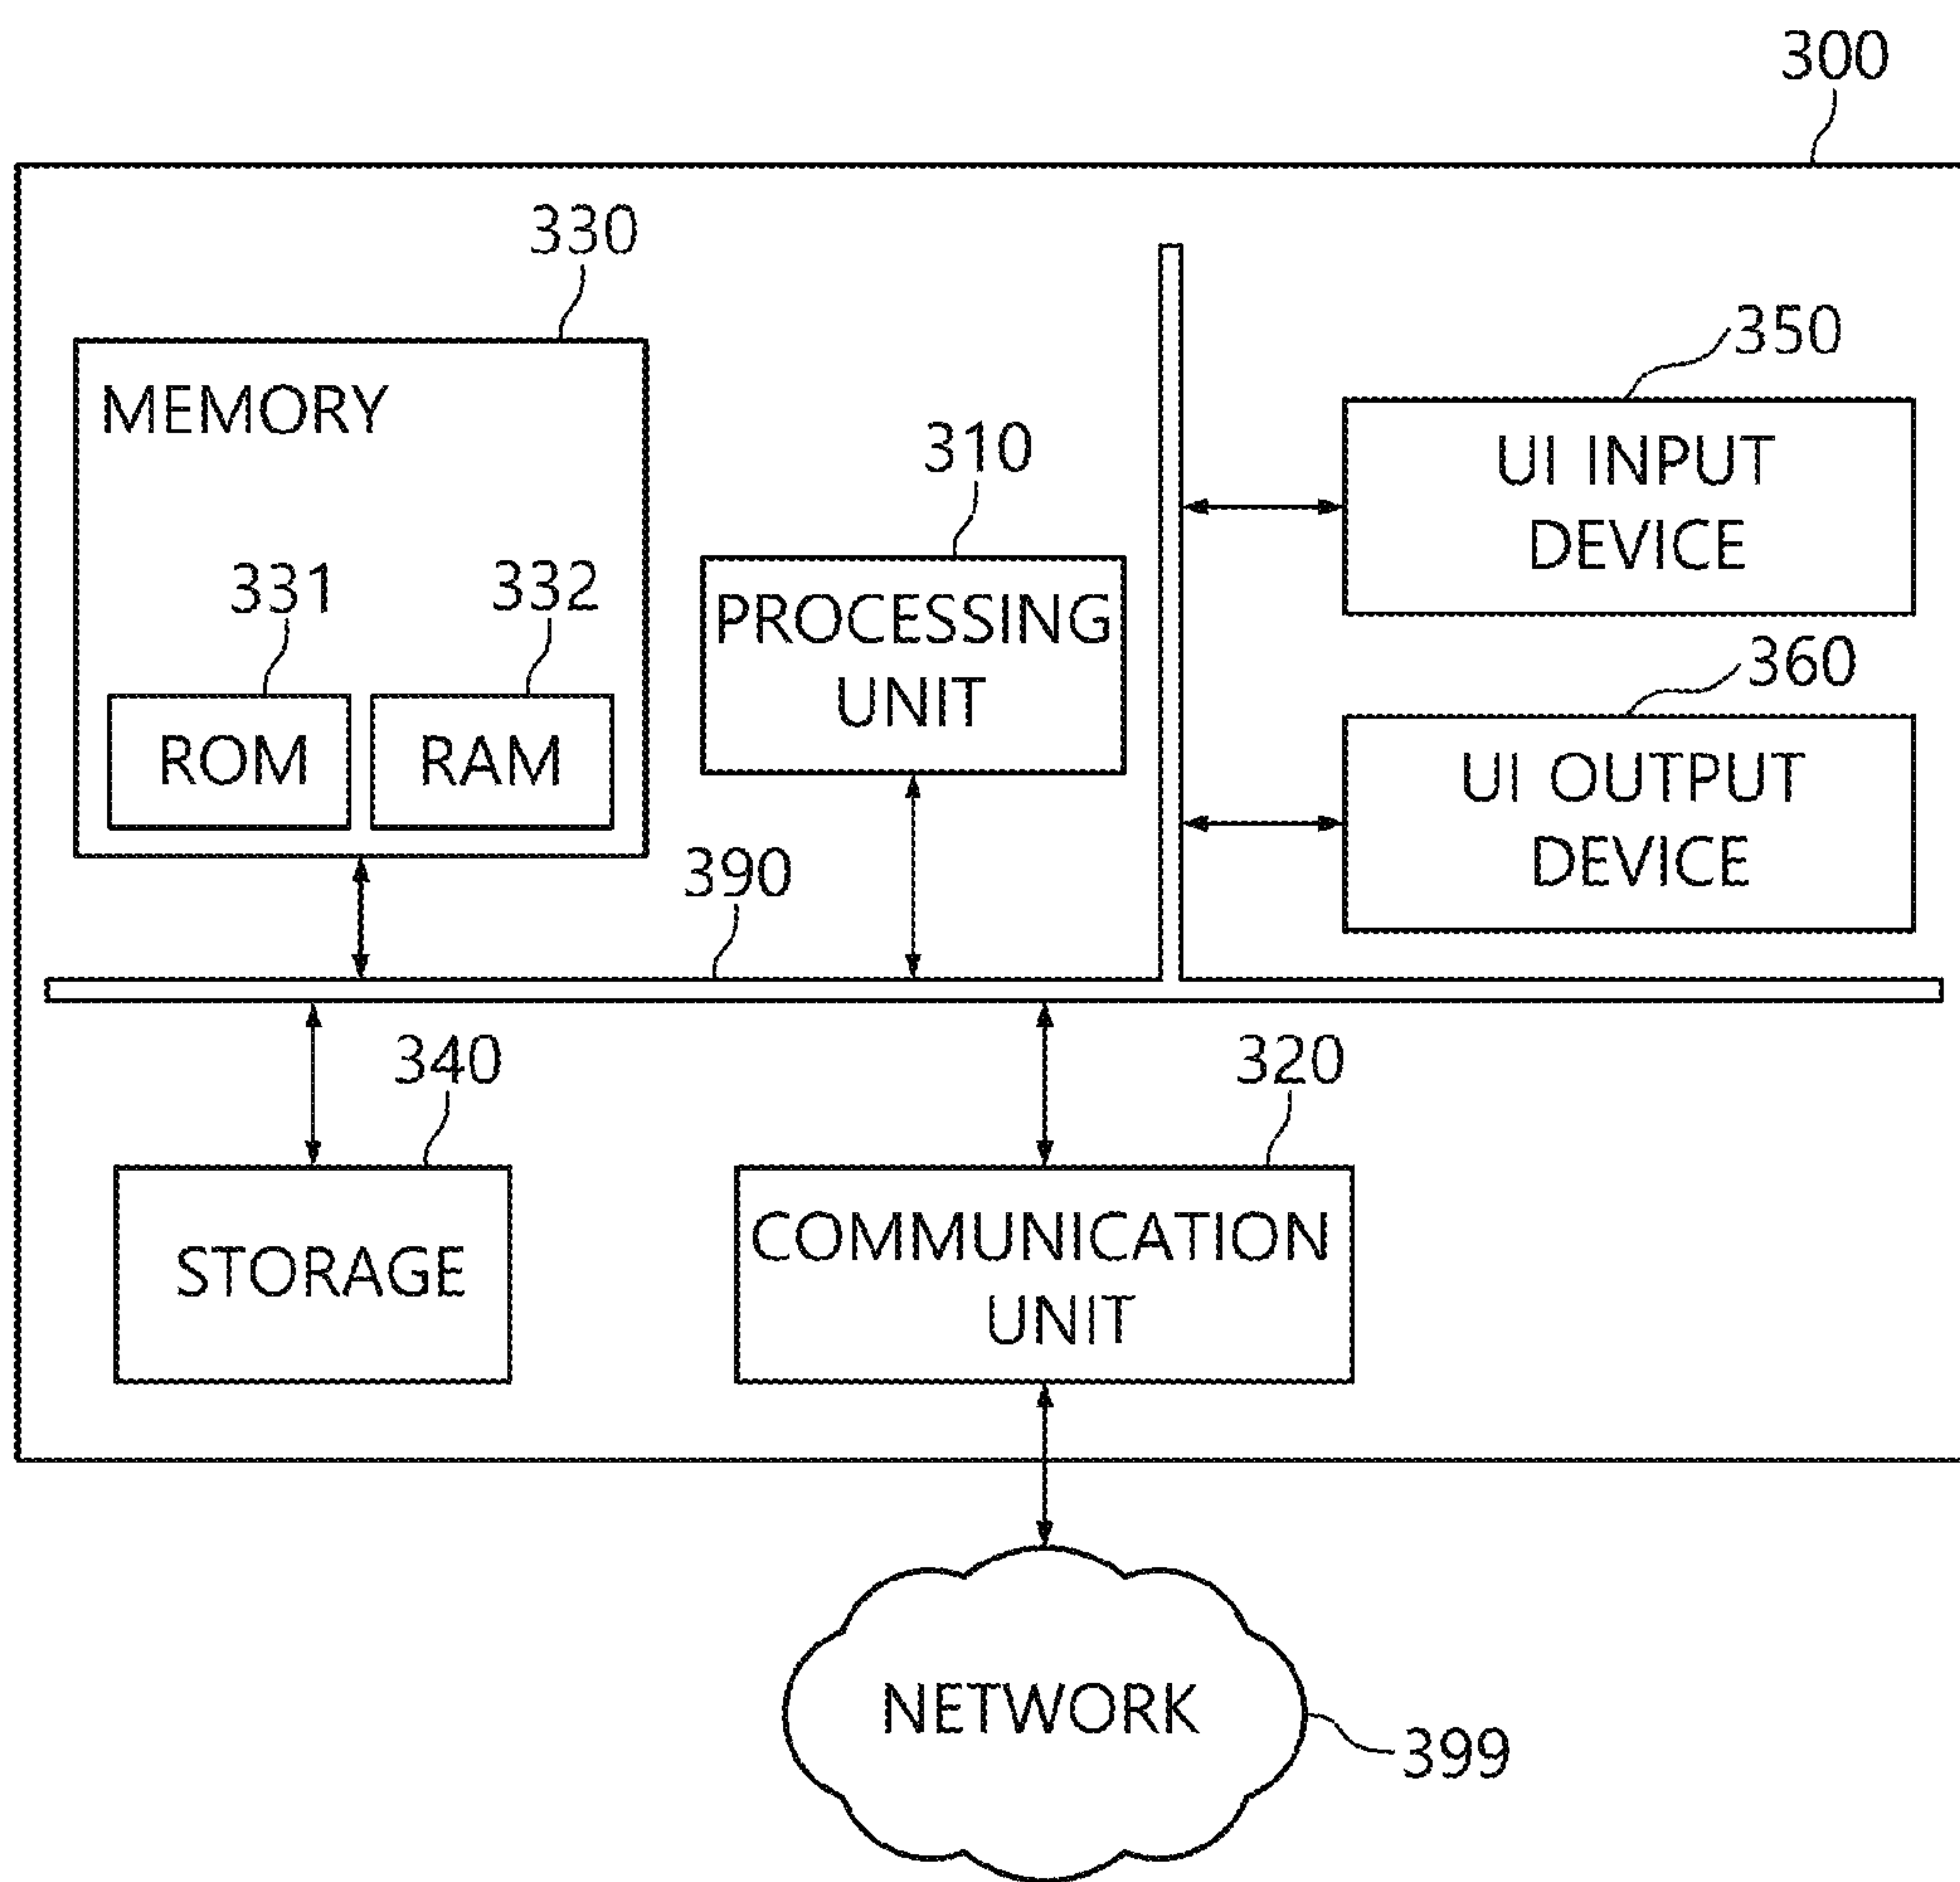 300
330
MEMORY
350
310
UI INPUT
DEVICE
331
332
PROCESSING
UNIT
360
ROM
RAM
UI OUTPUT
DEVICE
390
340
320
STORAGE
COMMUNICATION
UNIT
NETWORK
399